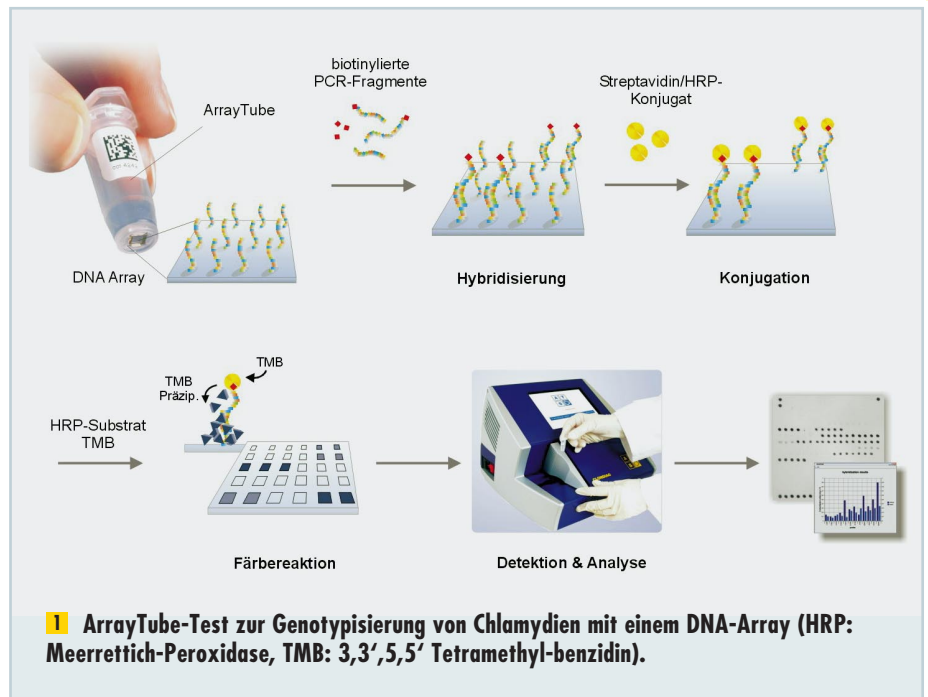 biotinylierte
PCR-Fragmente
Streptavidin/HRP-
Konjugat
ArrayTube
DNA Array
Hybridisierung
Konjugation
TMB
TMB
Präzip.
HRP-Substrat
TMB
Färbereaktion
Detektion & Analyse
1 ArrayTube-Test zur Genotypisierung von Chlamydien mit einem DNA-Array (HRP:
Meerrettich-Peroxidase, TMB: 3,3‘,5,5‘ Tetramethyl-benzidin).